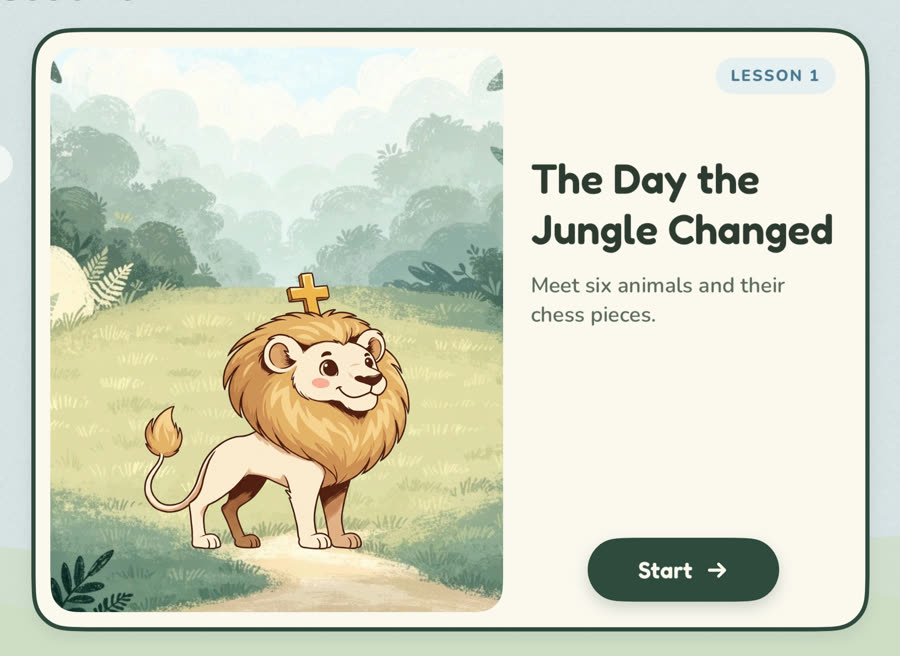 LESSON 1
The Day the
Jungle Changed
Meet six animals and their
chess pieces.
Start →